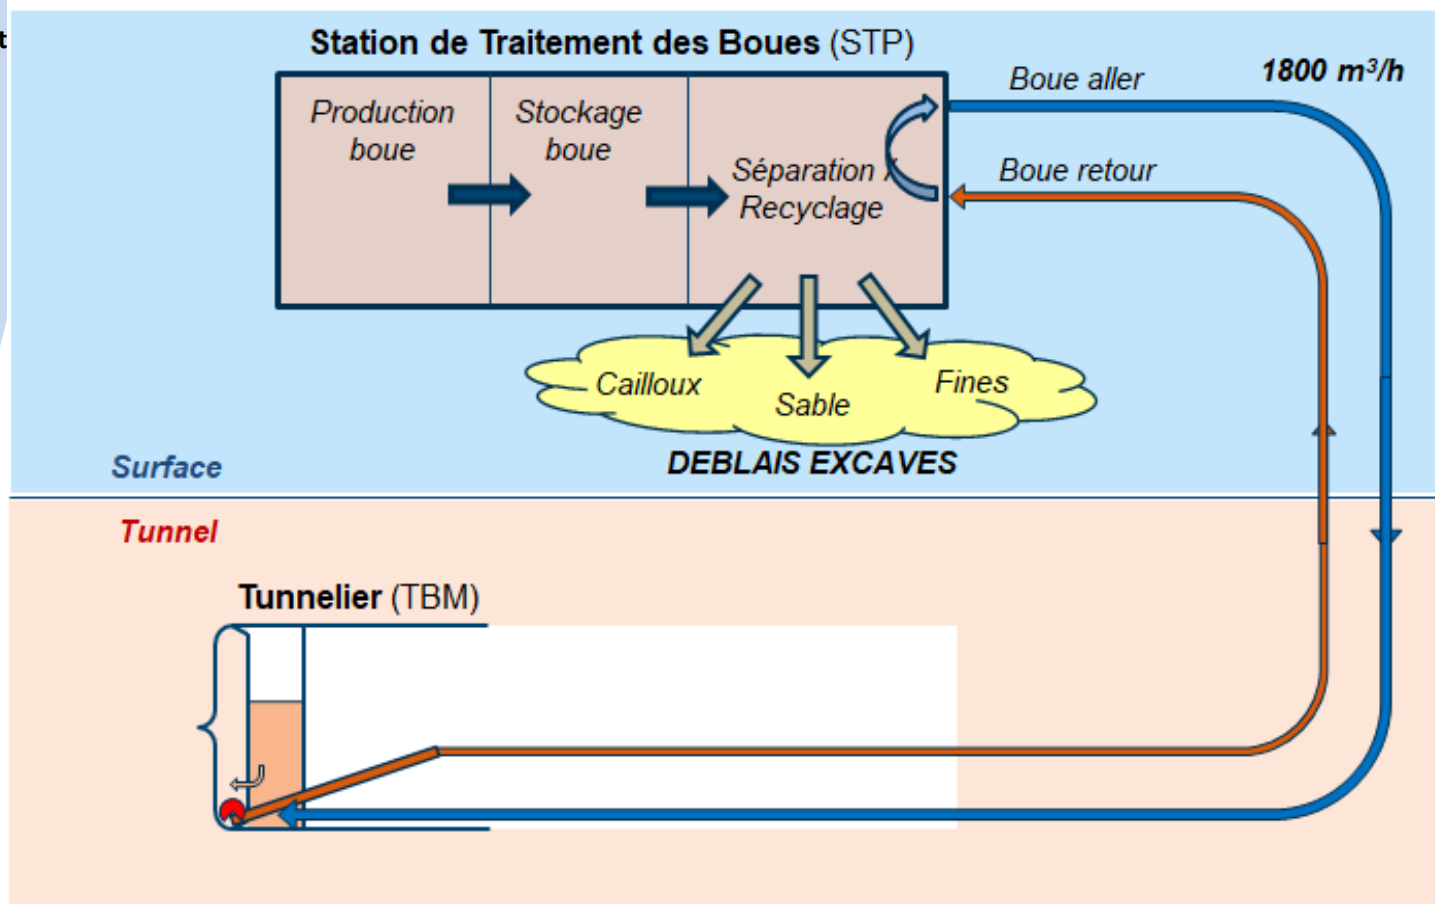 t
Station de Traitement des Boues (STP)
Boue aller
1800 m³/h
Production
boue
Stockage
boue
Séparation /
Recyclage
Boue retour
Cailloux
Sable
Fines
DEBLAIS EXCAVES
Surface
Tunnel
Tunnelier (TBM)